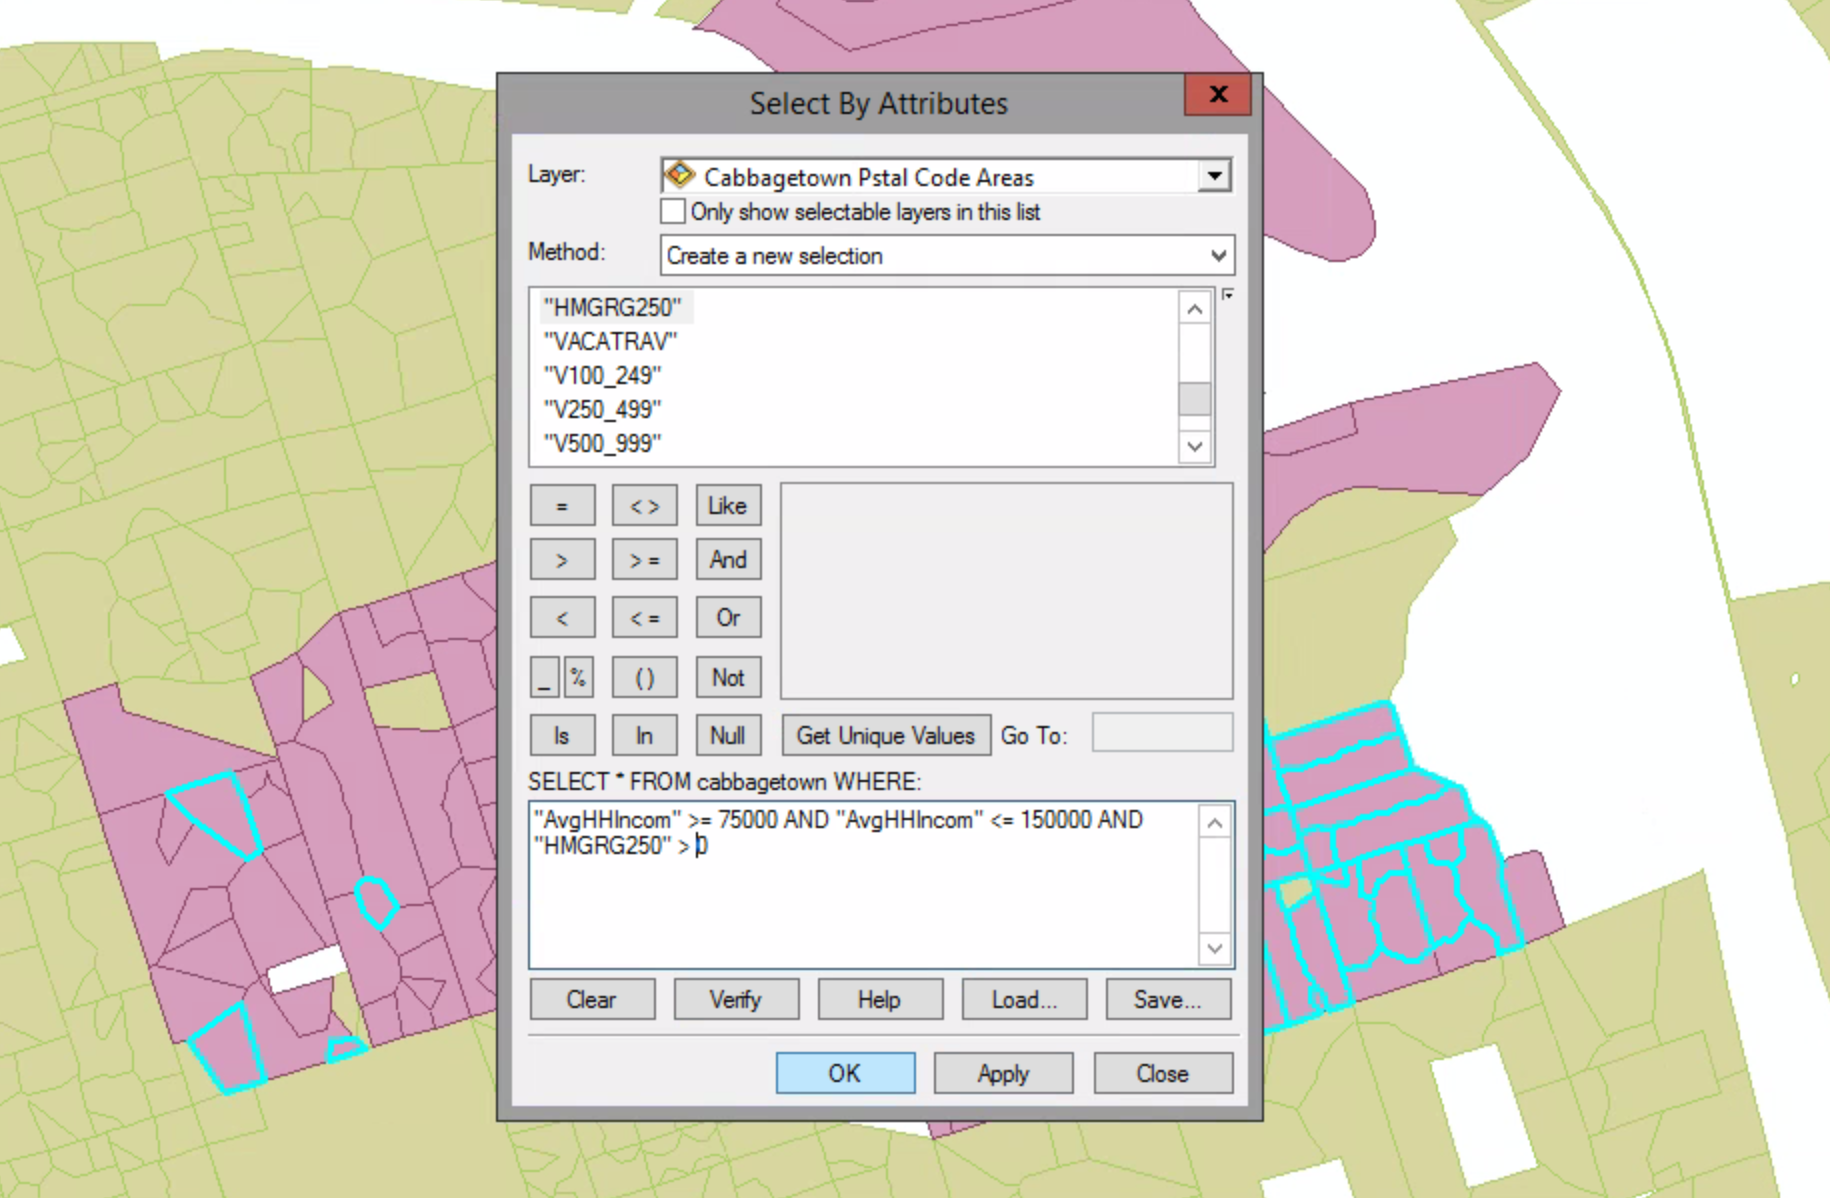 Select By Attributes
x
Layer: Cabbagetown Pstal Code Areas
Only show selectable layers in this list
Method: Create a new selection
"HMGRG250"
"VACATRAV"
"V100_249"
"V250_499"
"V500_999"
= < > Like
> > = And
< < = Or
_ % ( ) Not
Is In Null Get Unique Values Go To:
SELECT * FROM cabbagetown WHERE:
"AvgHHIncom" >= 75000 AND "AvgHHIncom" <= 150000 AND
"HMGRG250" > 0
Clear Verify Help Load... Save...
OK Apply Close